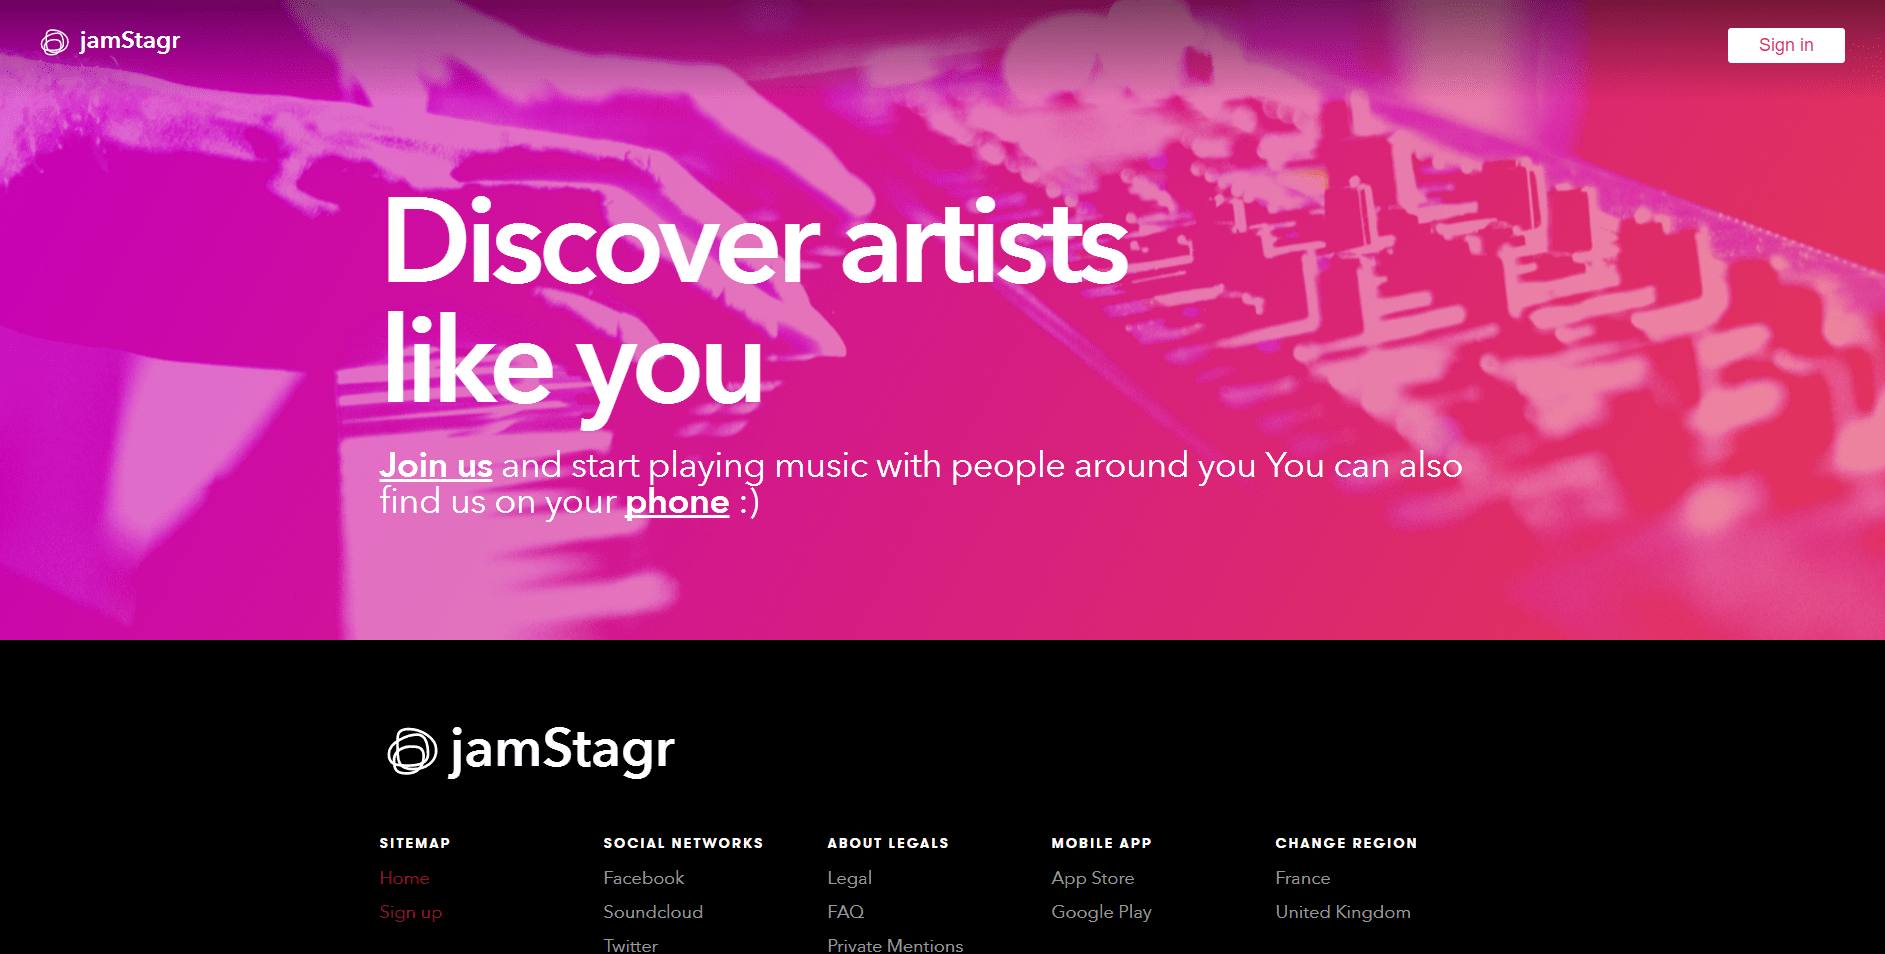 jamStagr
Sign in
Discover artists
like you
Join us and start playing music with people around you You can also
find us on your phone :)
jamStagr
SITEMAP
Home
Sign up
SOCIAL NETWORKS
Facebook
Soundcloud
Twitter
ABOUT LEGALS
Legal
FAQ
Private Mentions
MOBILE APP
App Store
Google Play
CHANGE REGION
France
United Kingdom